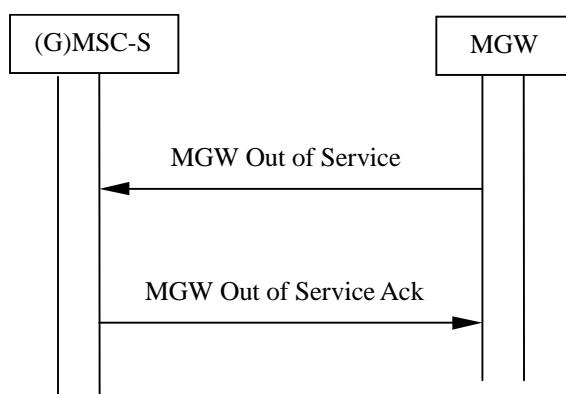 (G)MSC-S
MGW
MGW Out of Service
MGW Out of Service Ack